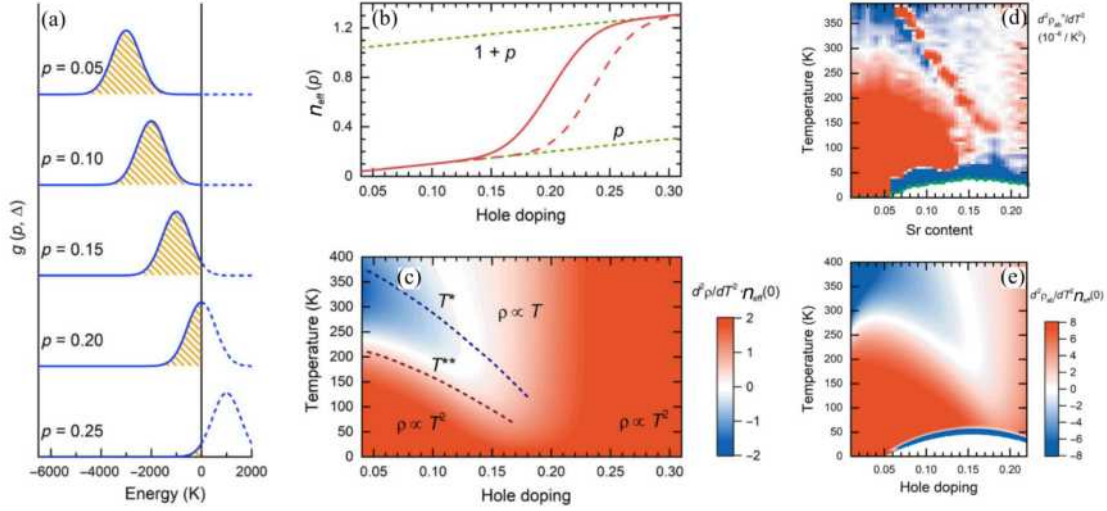 (a)
p = 0.05
p = 0.10
p = 0.15
p = 0.20
p = 0.25
g (p, Δ)
-6000 -4000 -2000 0 2000
Energy (K)
(b)
n_eff (p)
1.2
0.8
0.4
0
1 + p
p
0.05 0.10 0.15 0.20 0.25 0.30
Hole doping
(c)
Temperature (K)
400
350
300
250
200
150
100
50
0
T*
T**
ρ ∝ T
ρ ∝ T²
ρ ∝ T²
0.05 0.10 0.15 0.20 0.25 0.30
Hole doping
d²ρ/dT²·n_eff(0)
2
1
0
-1
-2
(d)
Temperature (K)
350
300
250
200
150
100
50
0
0.05 0.10 0.15 0.20
Sr content
(e)
Temperature (K)
400
350
300
250
200
150
100
50
0
0.05 0.10 0.15 0.20
Hole doping
d²ρ_ab/dT² n_eff(0)
8
6
4
2
0
-2
-4
-6
-8